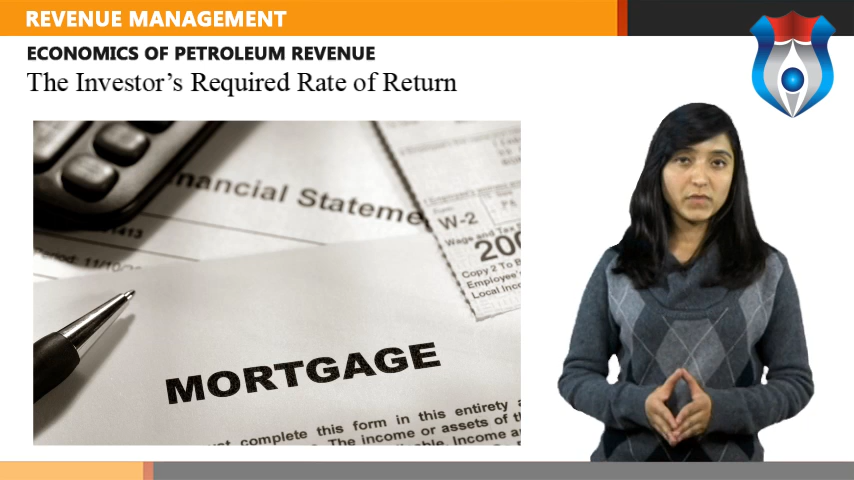 REVENUE MANAGEMENT
ECONOMICS OF PETROLEUM REVENUE
The Investor's Required Rate of Return
nancial Stateme
W-2
Wage and Tax
200
Copy 2 To B
Employee's
Local Inc
MORTGAGE
complete this form in this entirety
The income or assets of
Income